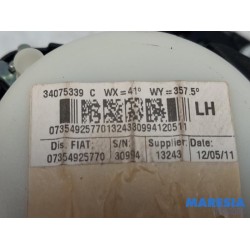 34075339 C WX=41° WY=357.5°
LH
07354925770132430994120511
Dis. FIAT: S/N: Supplier: Date:
07354925770 30994 13243 12/05/11
MARESIA